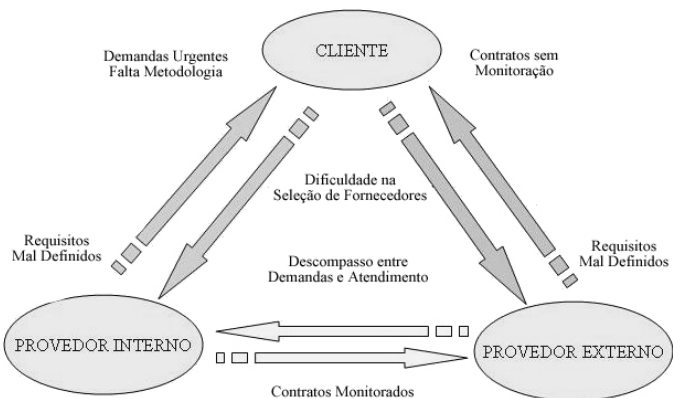 CLIENTE
Demandas Urgentes
Falta Metodologia
Contratos sem
Monitoração
Dificuldade na
Seleção de Fornecedores
Requisitos
Mal Definidos
Requisitos
Mal Definidos
Descompasso entre
Demandas e Atendimento
PROVEDOR INTERNO
PROVEDOR EXTERNO
Contratos Monitorados